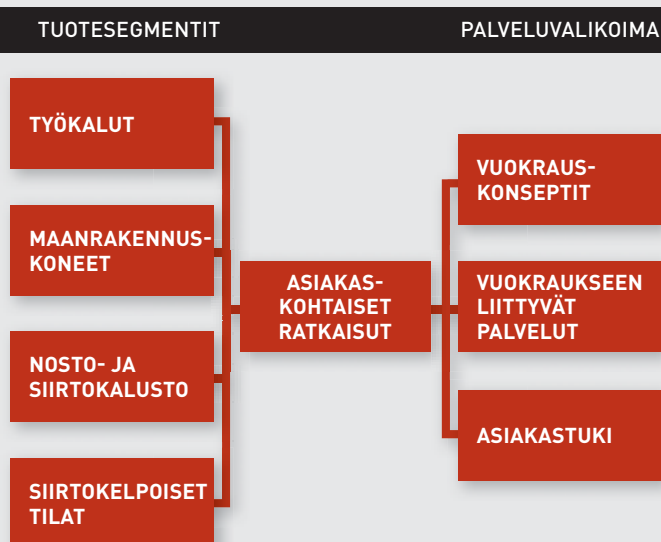 TUOTESEGMENTIT
PALVELUVALIKOIMA
TYÖKALUT
MAANRAKENNUS-
KONEET
NOSTO- JA
SIIRTOKALUSTO
SIIRTOKELPOISET
TILAT
ASIAKAS-
KOHTAISET
RATKAISUT
VUOKRAUS-
KONSEPTIT
VUOKRAUKSEEN
LIITTYVÄT
PALVELUT
ASIAKASTUKI